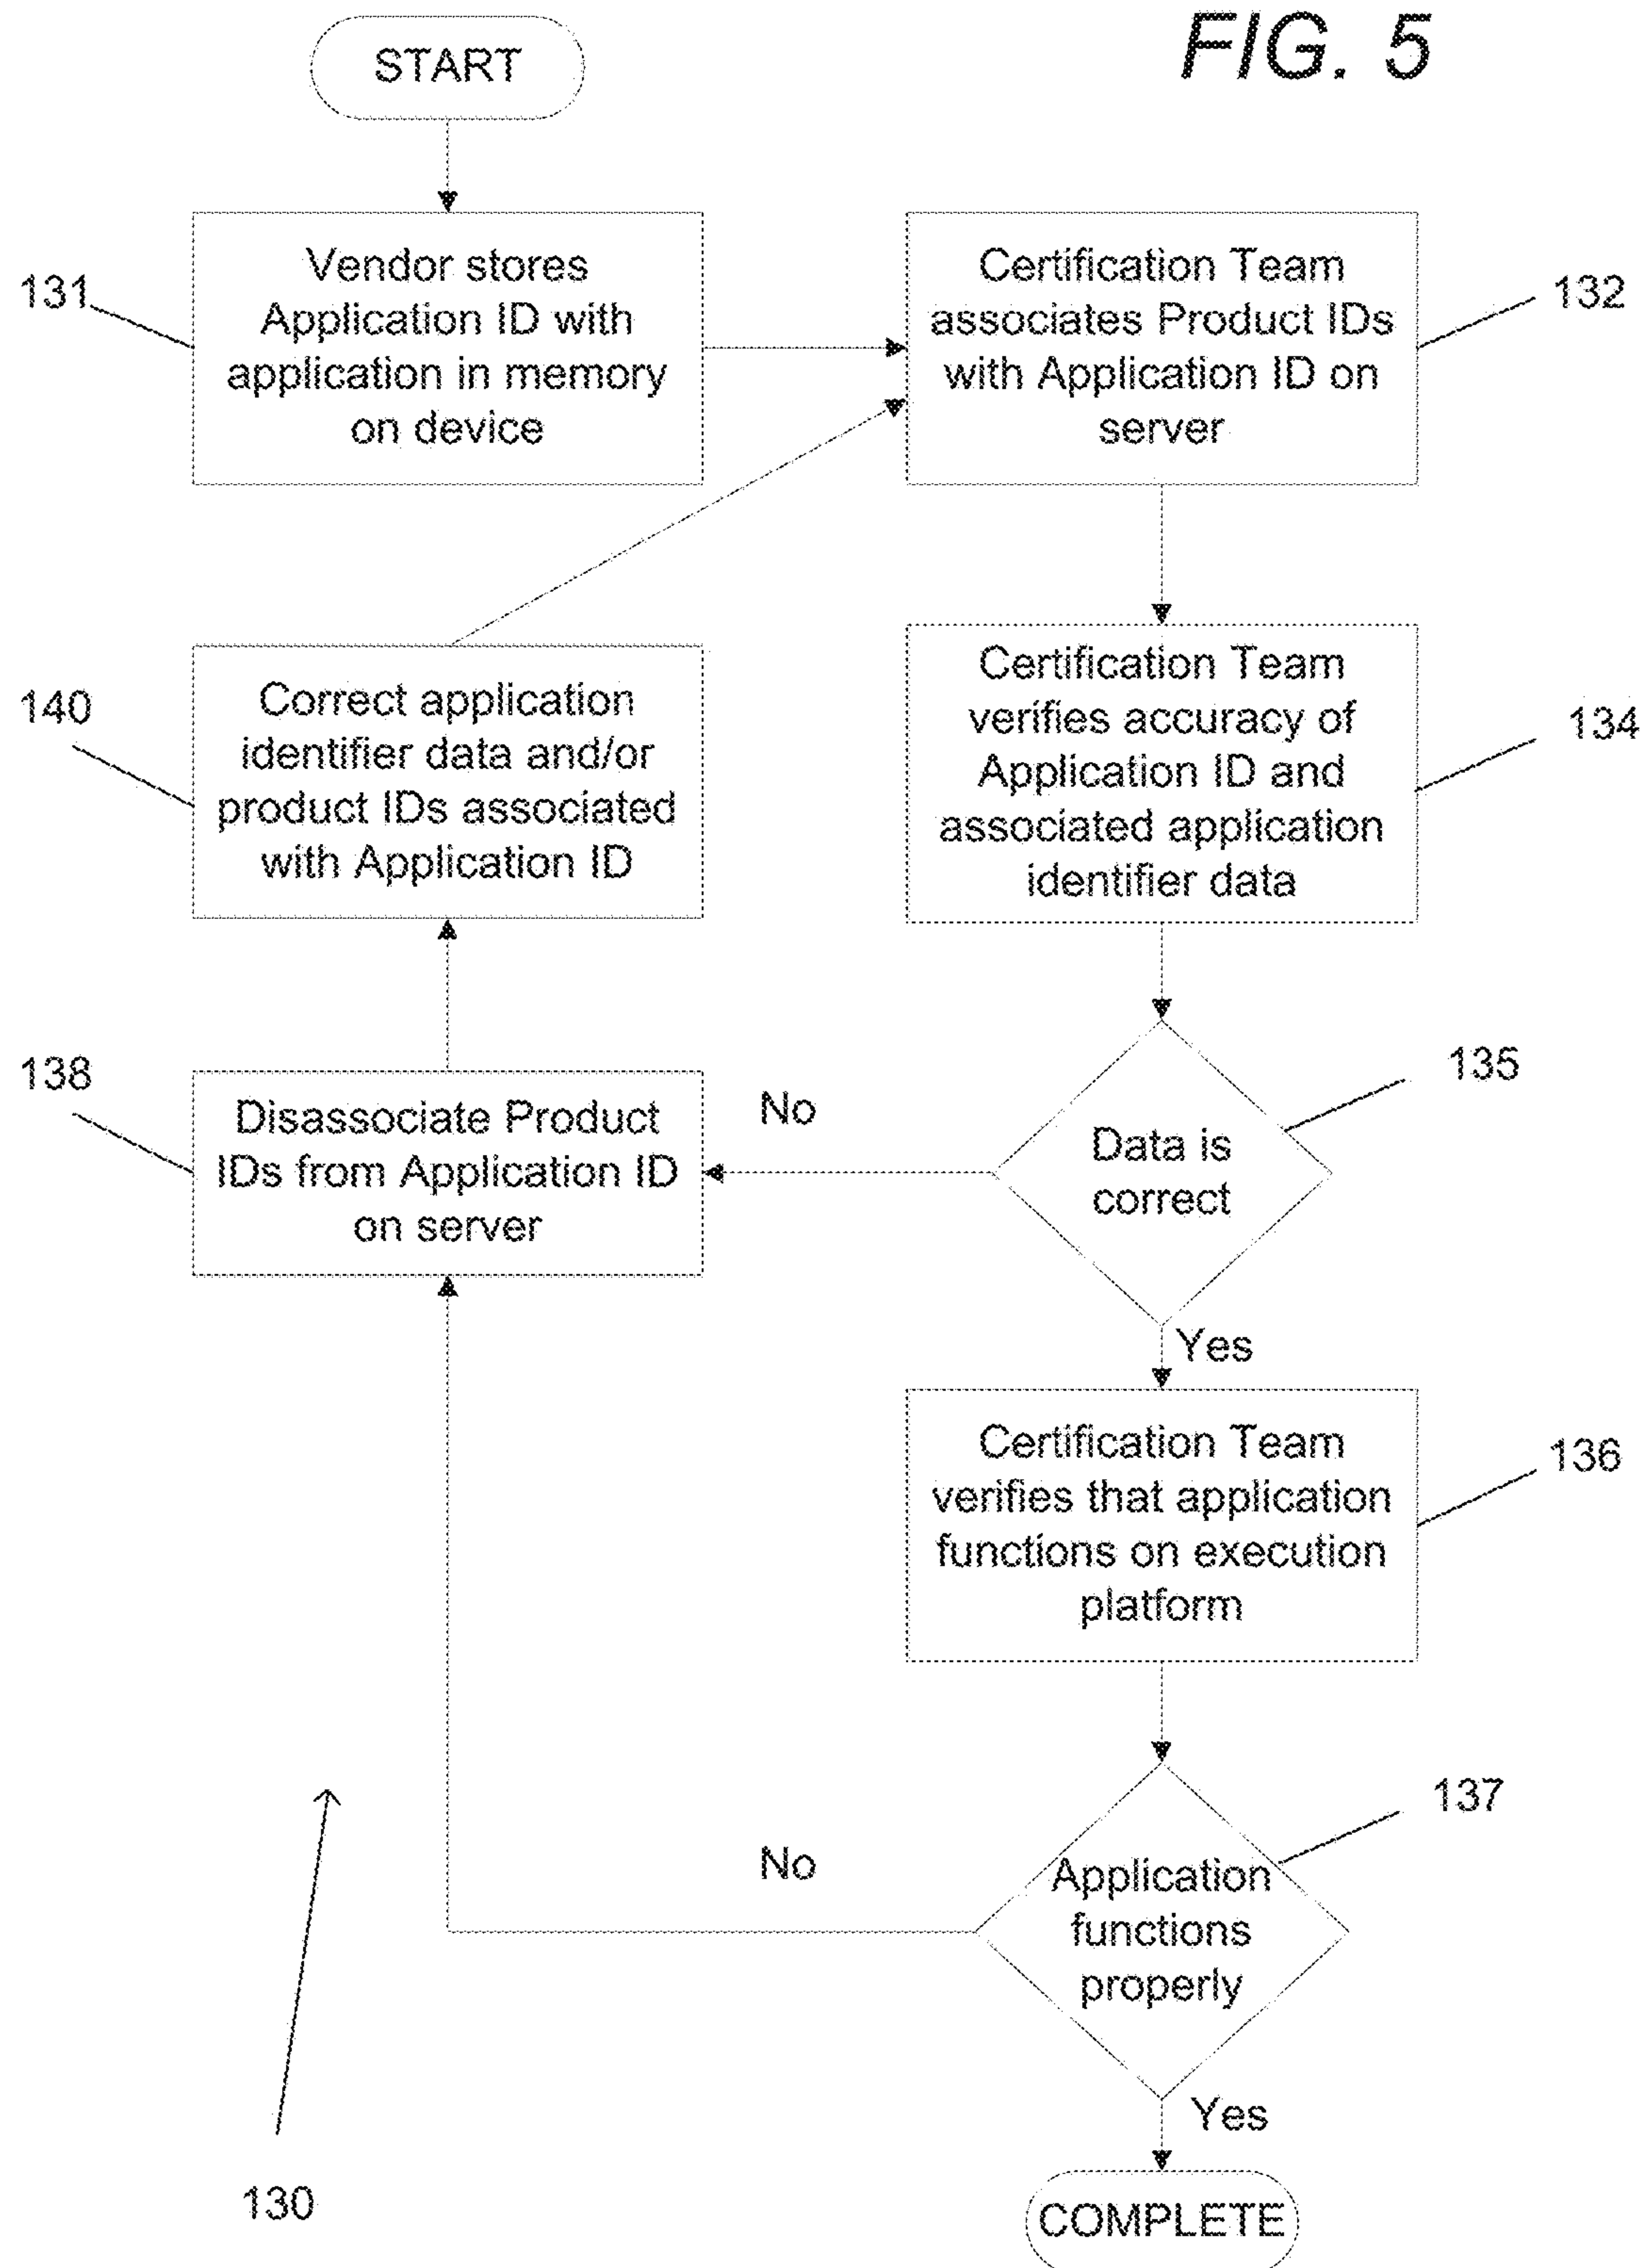 FIG. 5
START
131
Vendor stores
Application ID with
application in memory
on device
Certification Team
associates Product IDs
with Application ID on
server
132
140
Correct application
identifier data and/or
product IDs associated
with Application ID
Certification Team
verifies accuracy of
Application ID and
associated application
identifier data
134
138
Disassociate Product
IDs from Application ID
on server
No
Data is
correct
135
Yes
Certification Team
verifies that application
functions on execution
platform
136
No
Application
functions
properly
137
Yes
130
COMPLETE